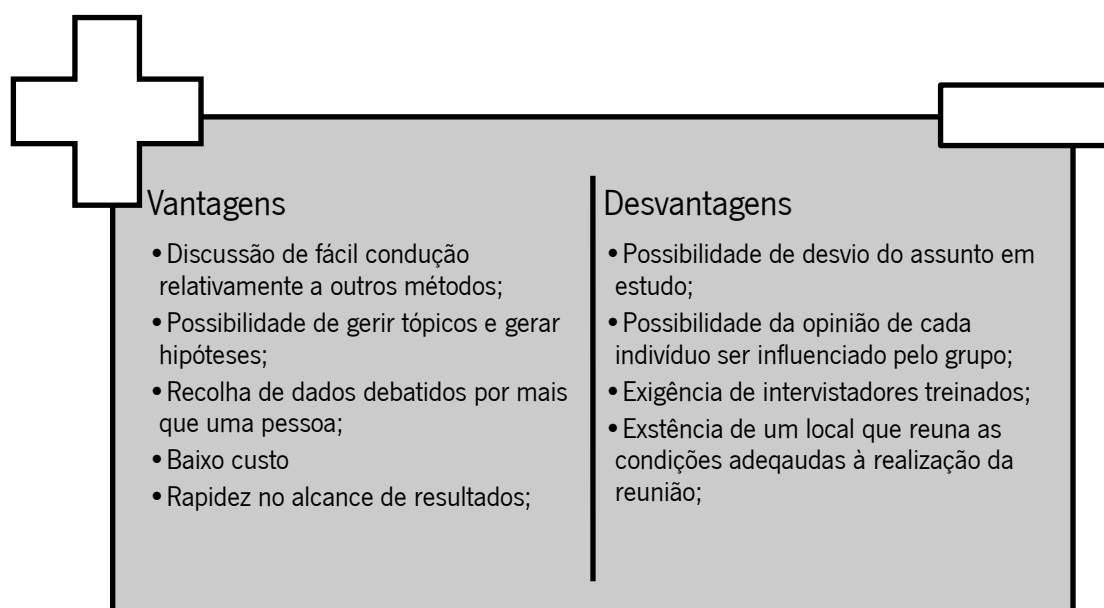 Vantagens
• Discussão de fácil condução
relativamente a outros métodos;
• Possibilidade de gerir tópicos e gerar
hipóteses;
• Recolha de dados debatidos por mais
que uma pessoa;
• Baixo custo
• Rapidez no alcance de resultados;
Desvantagens
• Possibilidade de desvio do assunto em
estudo;
• Possibilidade da opinião de cada
indivíduo ser influenciado pelo grupo;
• Exigência de intervistadores treinados;
• Exstência de um local que reuna as
condições adeqaudas à realização da
reunião;